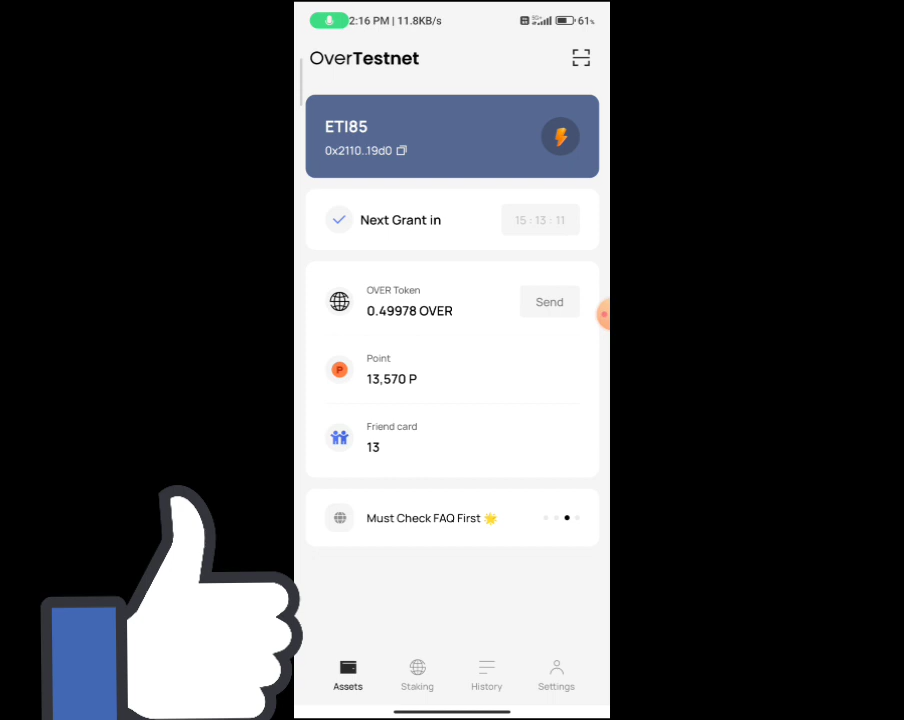 2:16 PM | 11.8KB/s 61%
OverTestnet
ETI85
0x2110..19d0
Next Grant in 15 : 13 : 11
OVER Token
0.49978 OVER
Send
P
Point
13,570 P
Friend card
13
Must Check FAQ First 🌟
Assets Staking History Settings